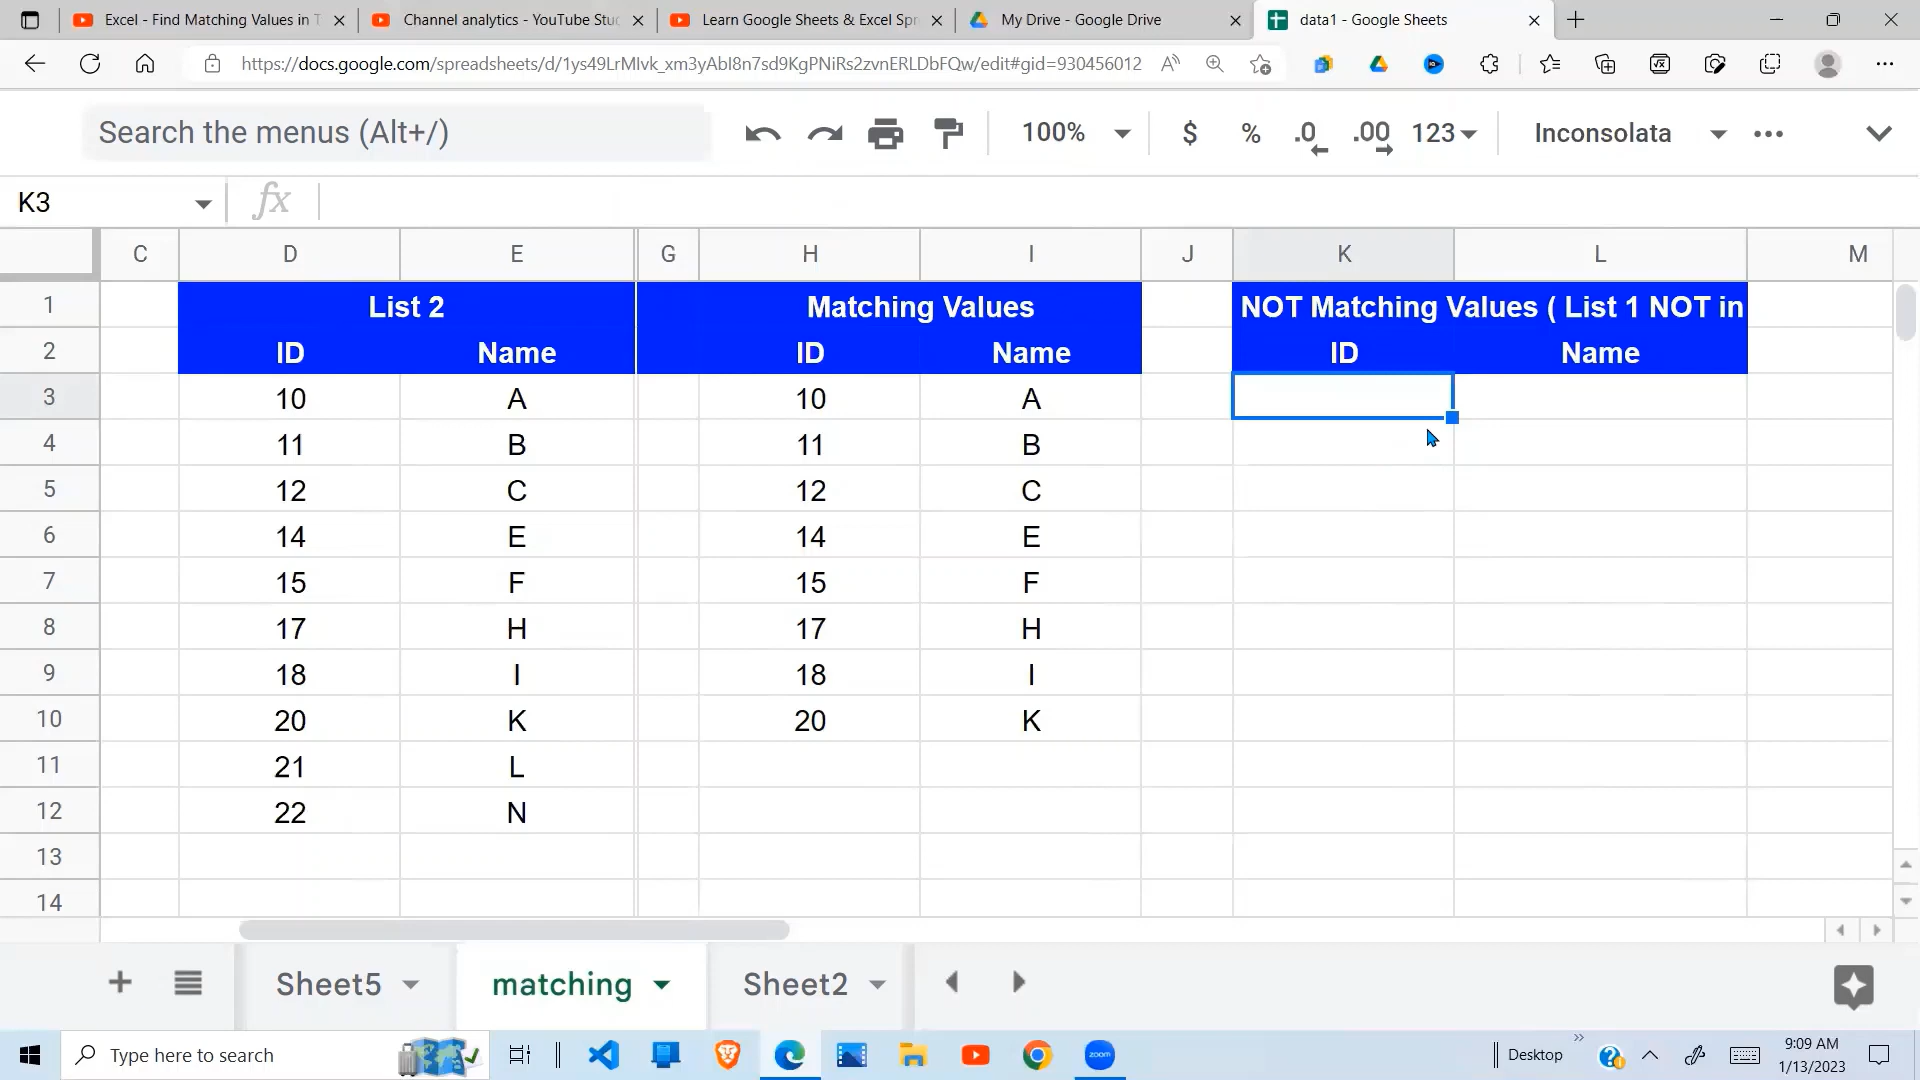 Excel - Find Matching Values in T
Channel analytics - YouTube Stuc
Learn Google Sheets & Excel Spr
My Drive - Google Drive
data1 - Google Sheets
https://docs.google.com/spreadsheets/d/1ys49LrMlvk_xm3yAbI8n7sd9KgPNiRs2zvnERLDbFQw/edit#gid=930456012
Search the menus (Alt+/)
100%
$
%
.0
.00
123
Inconsolata
K3
fx
C D E G H I J K L M
1 List 2 Matching Values NOT Matching Values ( List 1 NOT in
2 ID Name ID Name ID Name
3 10 A 10 A
4 11 B 11 B
5 12 C 12 C
6 14 E 14 E
7 15 F 15 F
8 17 H 17 H
9 18 I 18 I
10 20 K 20 K
11 21 L
12 22 N
13
14
Sheet5
matching
Sheet2
Type here to search
zoom
Desktop
9:09 AM
1/13/2023